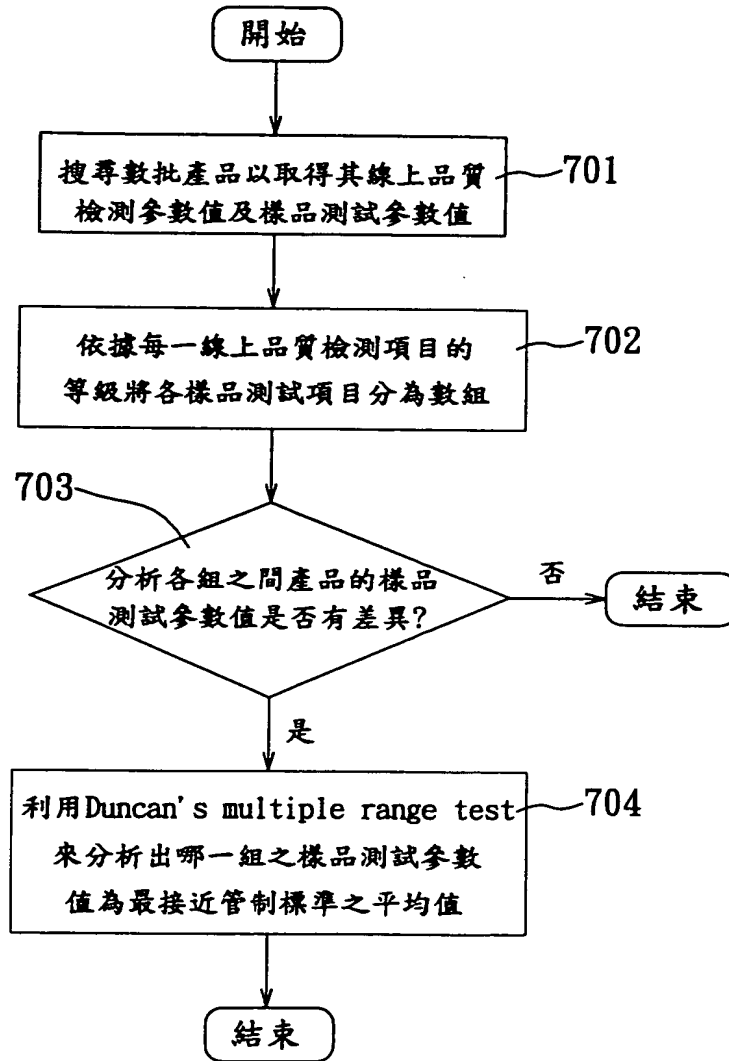 開始
搜尋數批產品以取得其線上品質
檢測參數值及樣品測試參數值
701
依據每一線上品質檢測項目的
等級將各樣品測試項目分為數組
702
703
分析各組之間產品的樣品
測試參數值是否有差異?
否
結束
是
利用Duncan's multiple range test
來分析出哪一組之樣品測試參數
值為最接近管制標準之平均值
704
結束